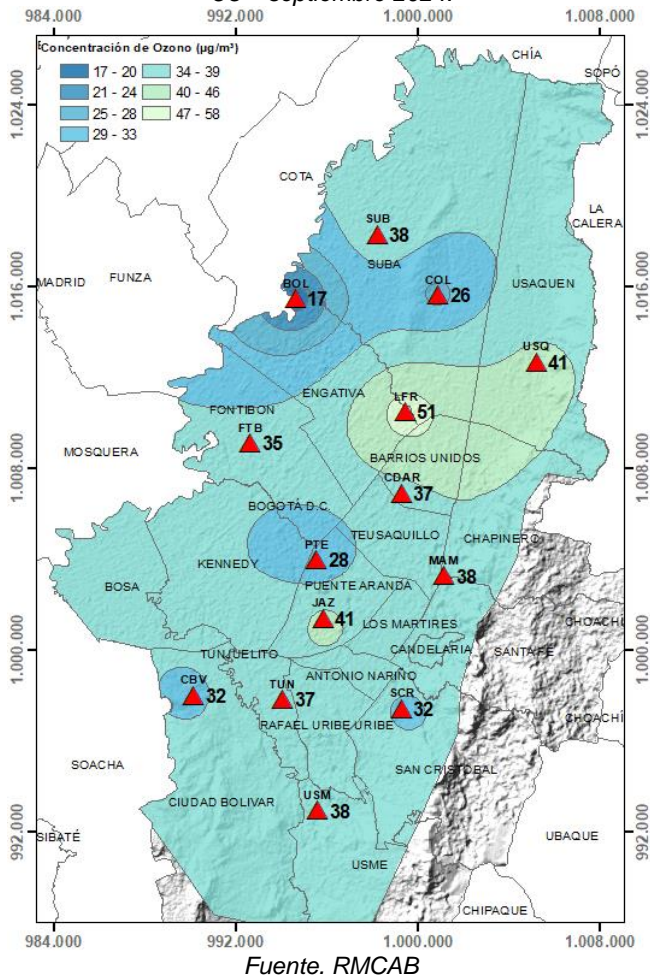 984.000 992.000 1.000.000 1.008.000
Concentración de Ozono (µg/m³)
17 - 20 34 - 39
21 - 24 40 - 46
25 - 28 47 - 58
29 - 33
CHÍA
SOPÓ
1.024.000 1.024.000
COTA
LA
CALERA
SUB
38
SUBA
MADRID FUNZA
1.016.000 1.016.000
BOL
17
COL
26
USAQUEN
USQ
41
ENGATIVA
LFR
51
FONTIBON
FTB
35
MOSQUERA
BARRIOS UNIDOS
1.008.000 1.008.000
CDAR
37
BOGOTÁ D.C
TEUSAQUILLO
CHAPINERO
PTE
28
KENNEDY
MAM
38
BOSA
PUENTE ARANDA
JAZ
41
LOS MARTIRES
CHOACHÍ
1.000.000 1.000.000
TUNJUELITO
CANDELARIA
SANTAFE
ANTONIO NARIÑO
CBV
32
TUN
37
SCR
32
RAFAEL URIBE URIBE
CHOACHÍ
SOACHA
SAN CRISTOBAL
CIUDAD BOLIVAR
USM
38
992.000 992.000
SIBATÉ
UBAQUE
USME
CHIPAQUE
984.000 992.000 1.000.000 1.008.000
Fuente. RMCAB